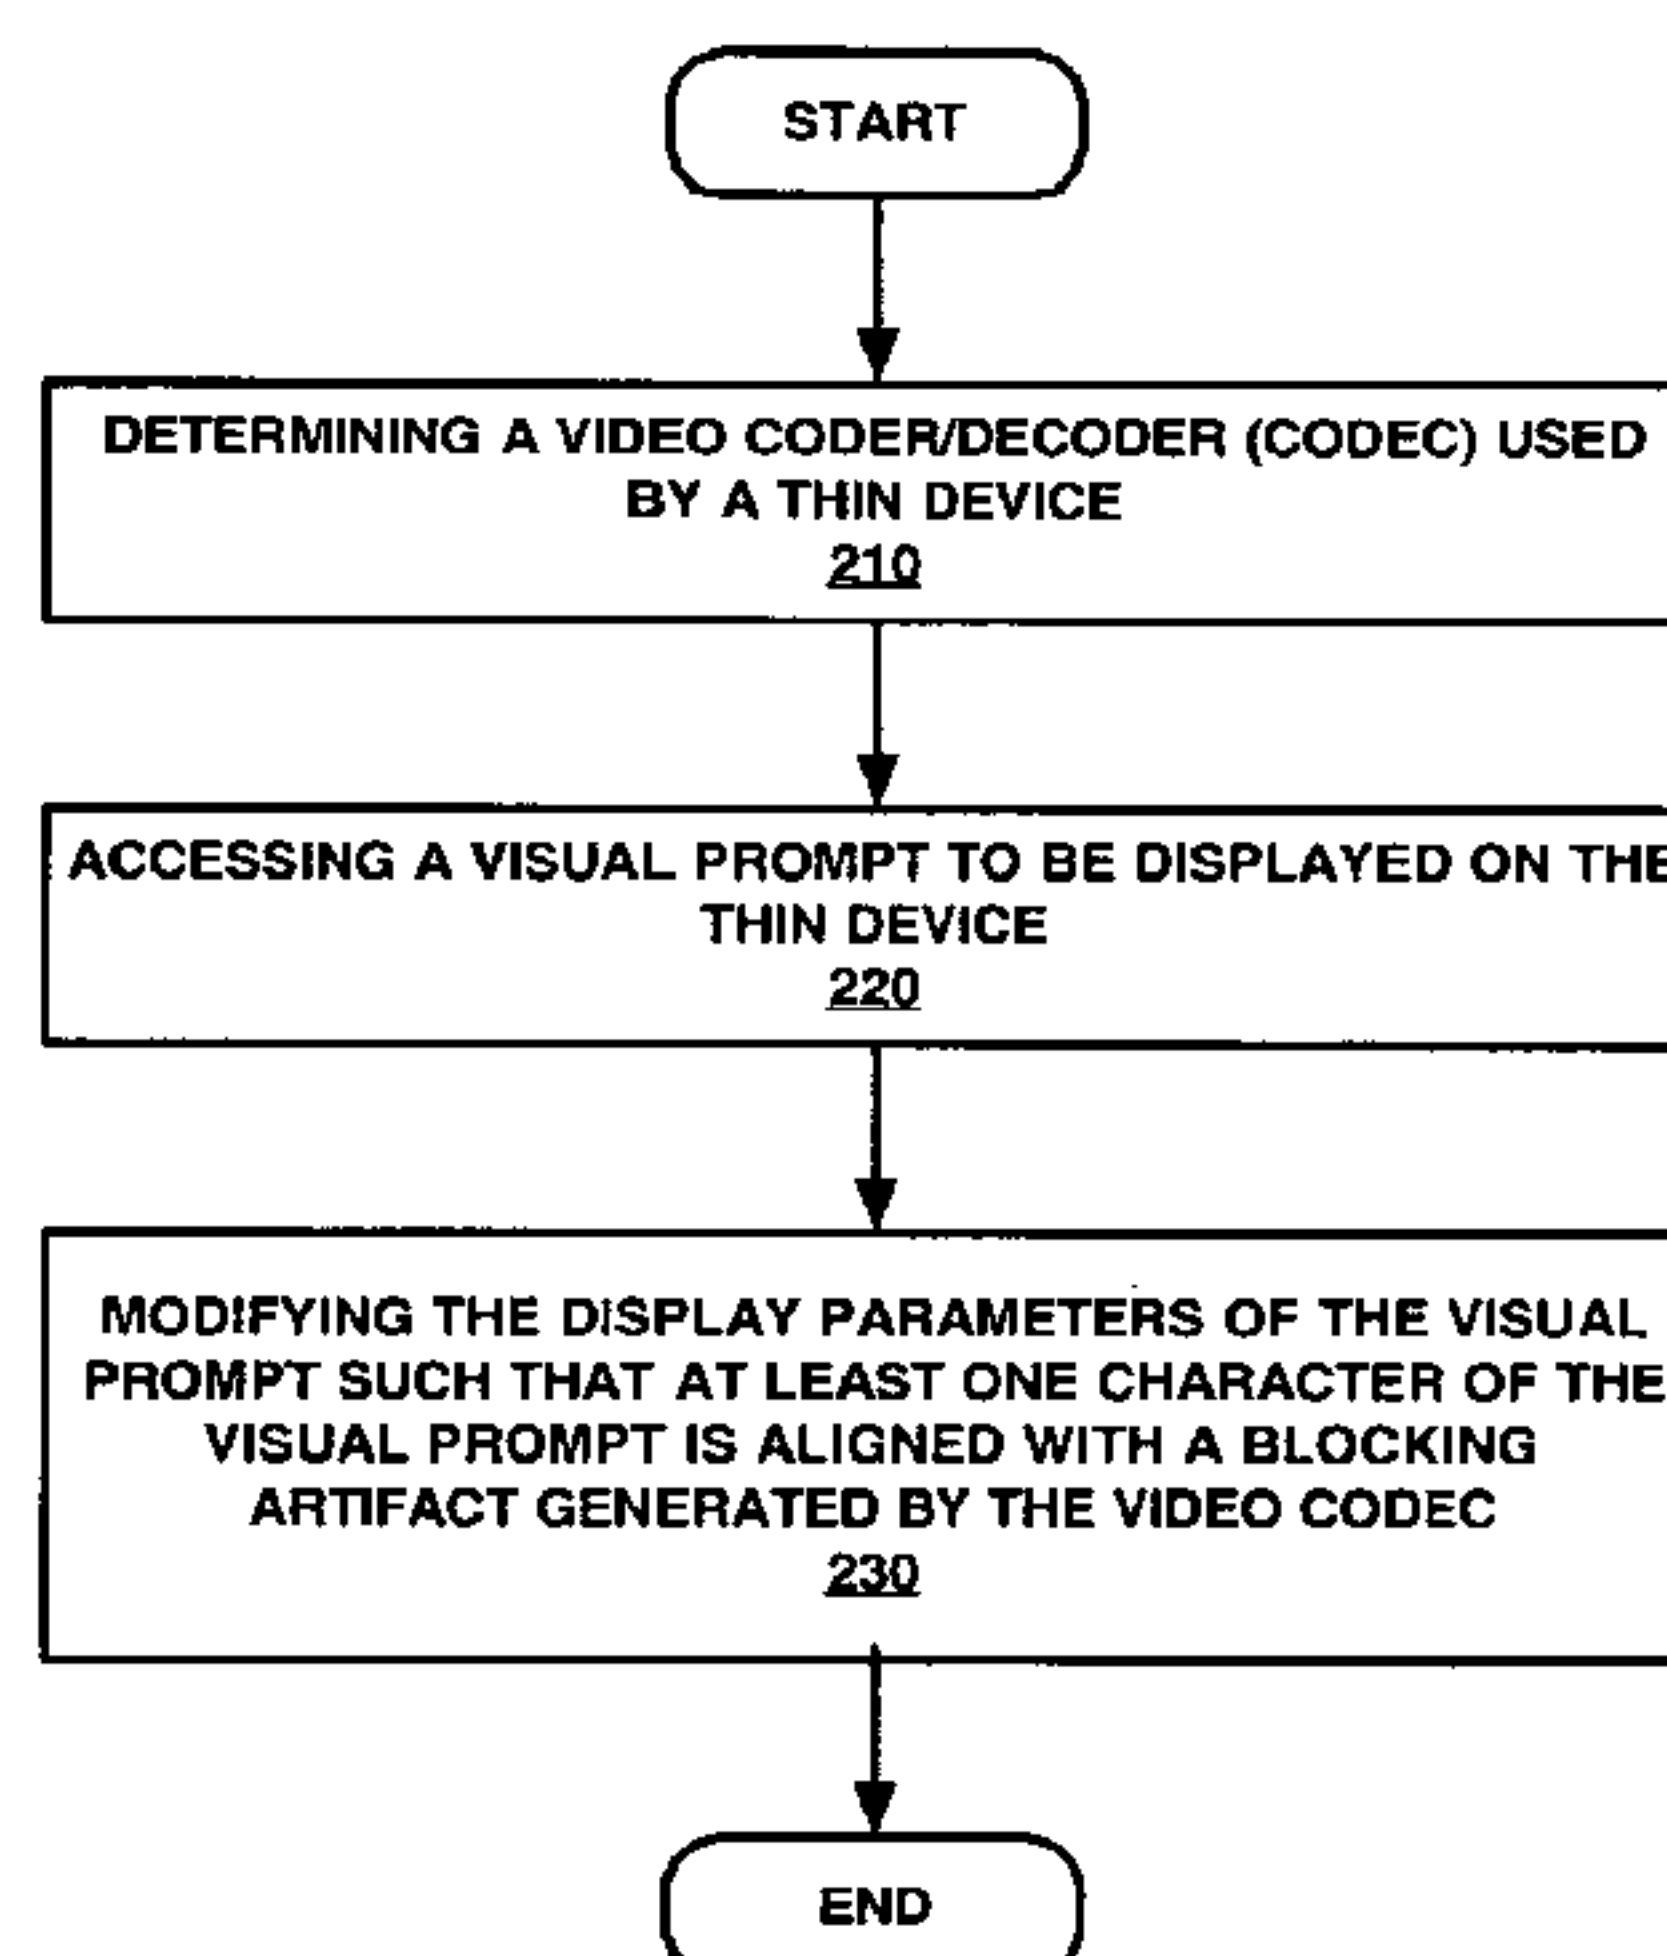 START
DETERMINING A VIDEO CODER/DECODER (CODEC) USED
BY A THIN DEVICE
210
ACCESSING A VISUAL PROMPT TO BE DISPLAYED ON THE
THIN DEVICE
220
MODIFYING THE DISPLAY PARAMETERS OF THE VISUAL
PROMPT SUCH THAT AT LEAST ONE CHARACTER OF THE
VISUAL PROMPT IS ALIGNED WITH A BLOCKING
ARTIFACT GENERATED BY THE VIDEO CODEC
230
END